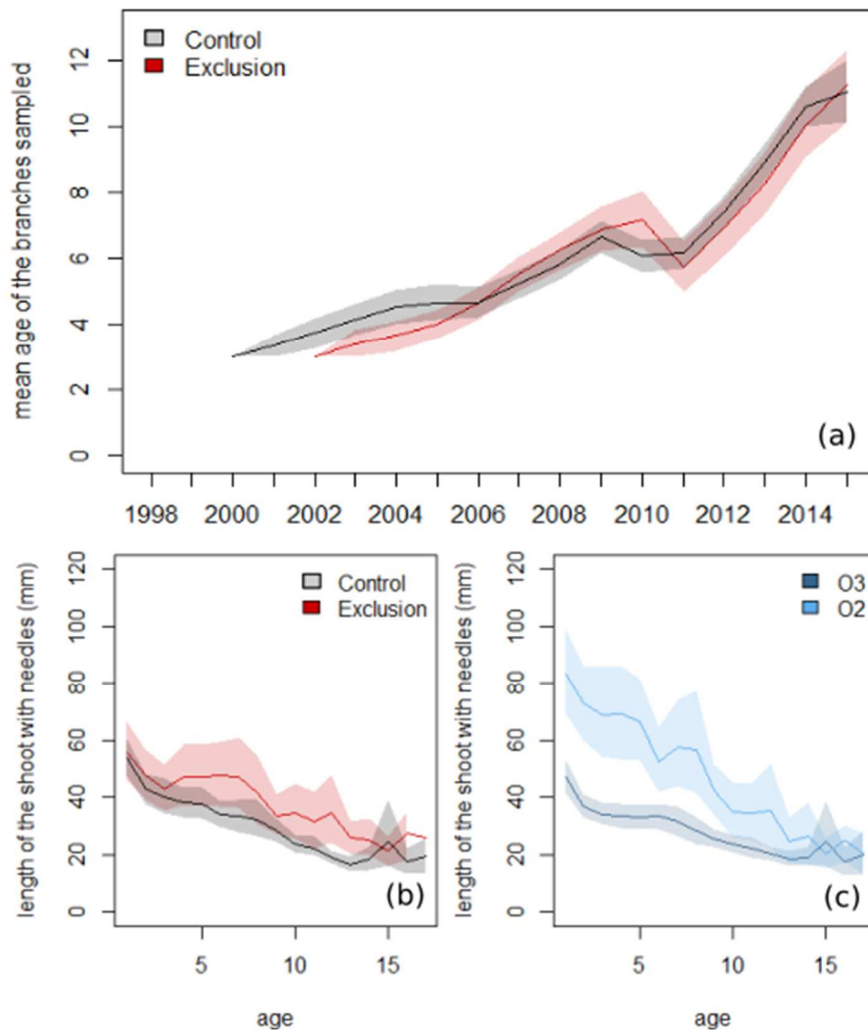 Control
Exclusion
mean age of the branches sampled
12
10
8
6
4
2
0
(a)
1998 2000 2002 2004 2006 2008 2010 2012 2014
length of the shoot with needles (mm)
120
100
80
60
40
20
0
Control
Exclusion
(b)
5 10 15
age
length of the shoot with needles (mm)
120
100
80
60
40
20
0
O3
O2
(c)
5 10 15
age